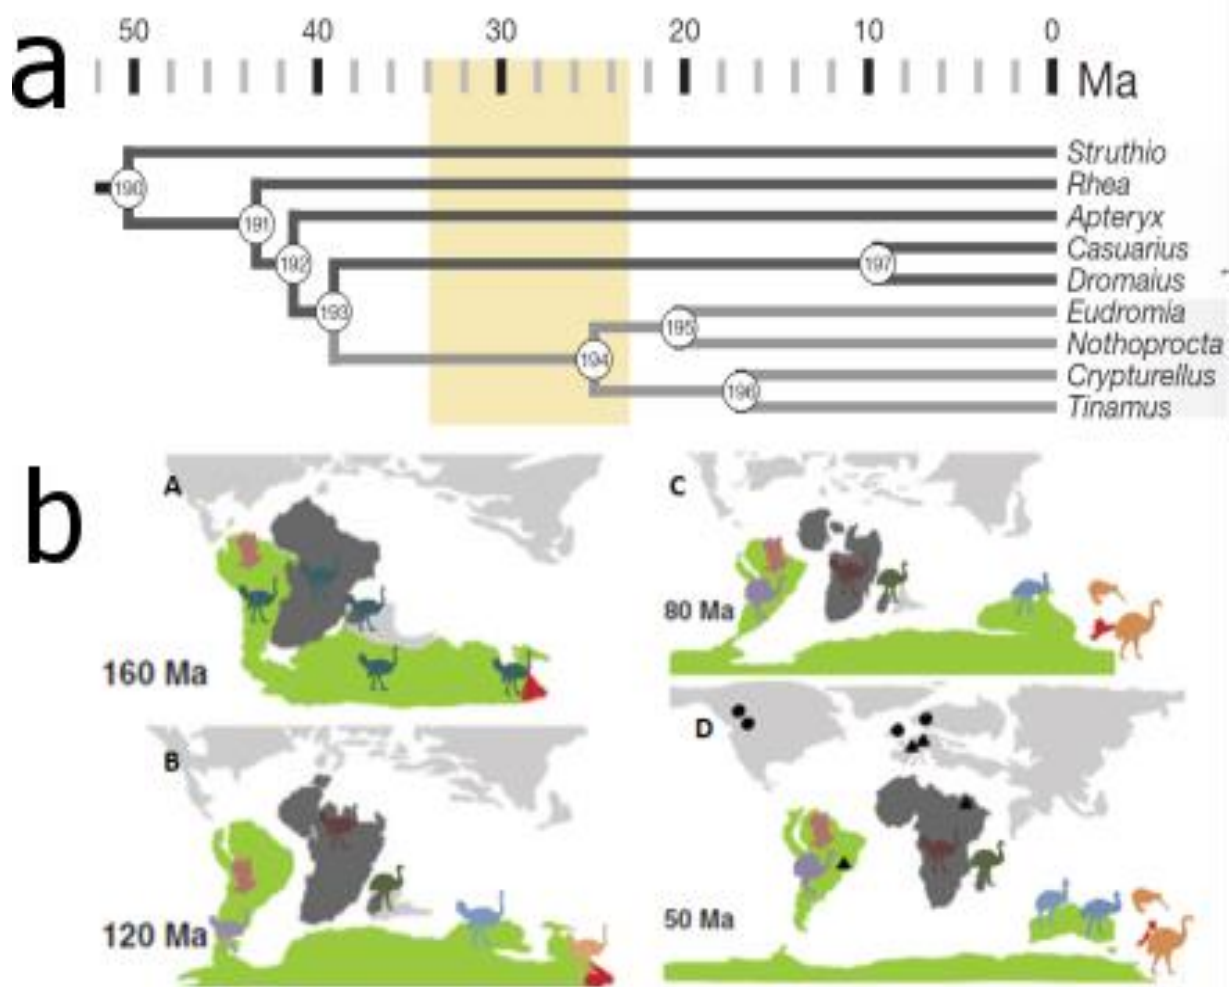 a
50 40 30 20 10 0
Ma
Struthio
190
Rhea
191
Apteryx
192
Casuarius
197
Dromaius
193
Eudromia
195
Nothoprocta
194
Crypturellus
196
Tinamus
b
A
160 Ma
B
120 Ma
C
80 Ma
D
50 Ma